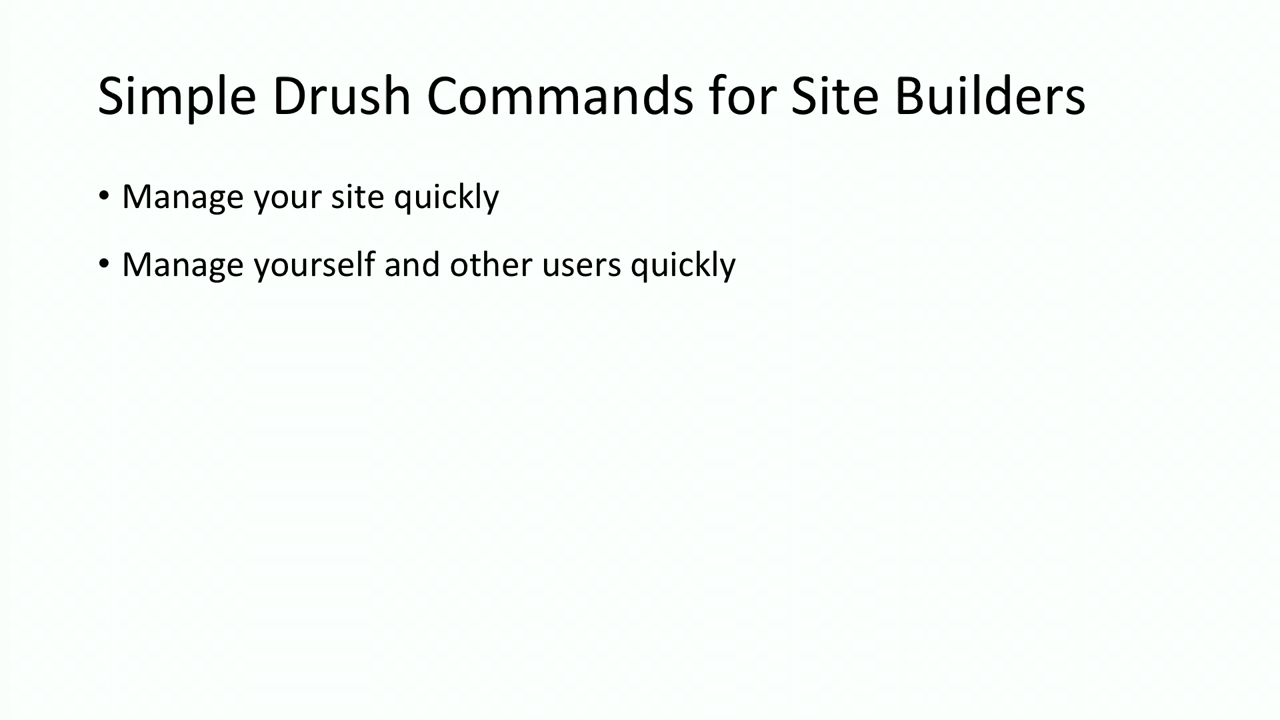 Simple Drush Commands for Site Builders
• Manage your site quickly
• Manage yourself and other users quickly